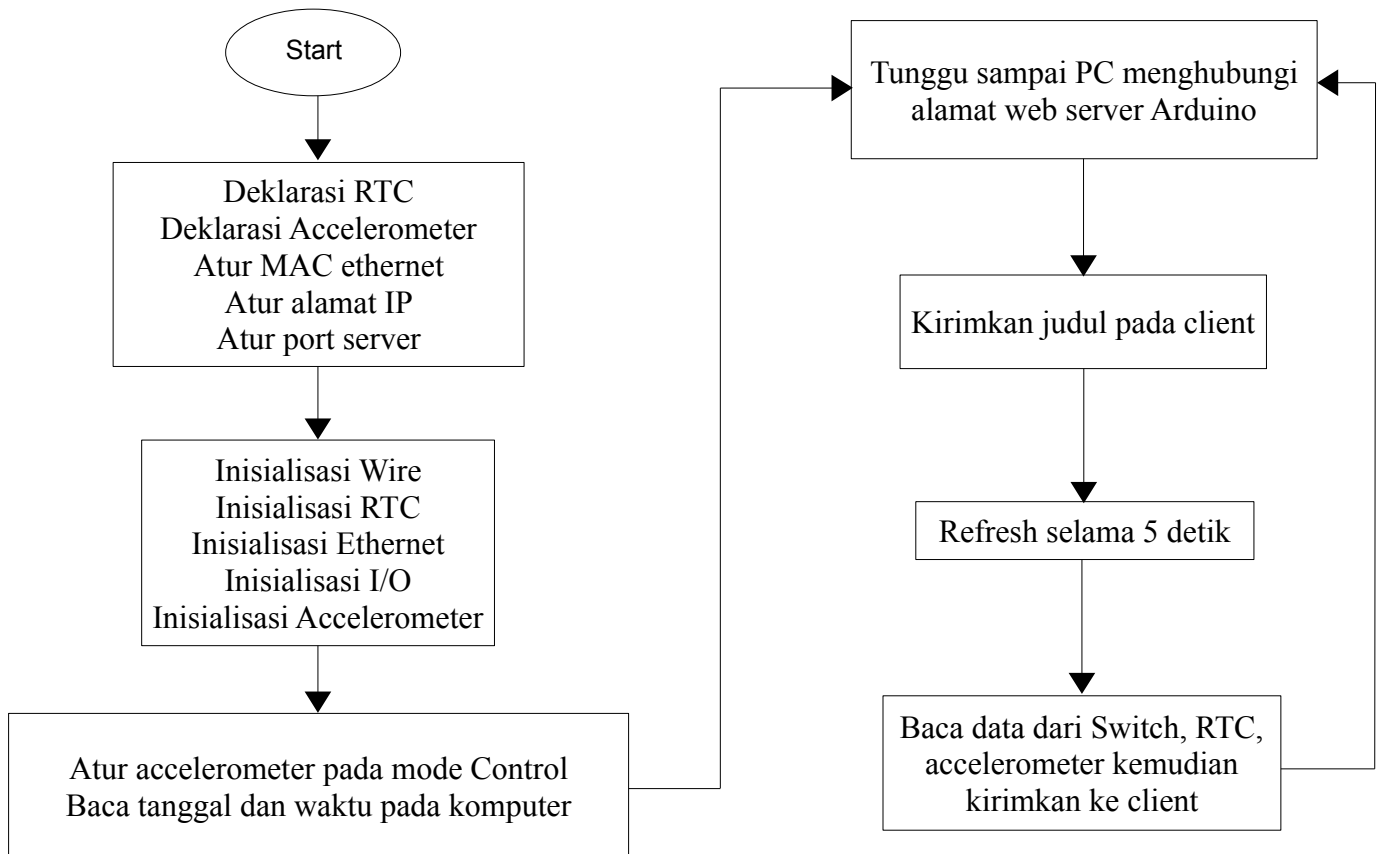 Start
Deklarasi RTC
Deklarasi Accelerometer
Atur MAC ethernet
Atur alamat IP
Atur port server
Inisialisasi Wire
Inisialisasi RTC
Inisialisasi Ethernet
Inisialisasi I/O
Inisialisasi Accelerometer
Atur accelerometer pada mode Control
Baca tanggal dan waktu pada komputer
Tunggu sampai PC menghubungi
alamat web server Arduino
Kirimkan judul pada client
Refresh selama 5 detik
Baca data dari Switch, RTC,
accelerometer kemudian
kirimkan ke client